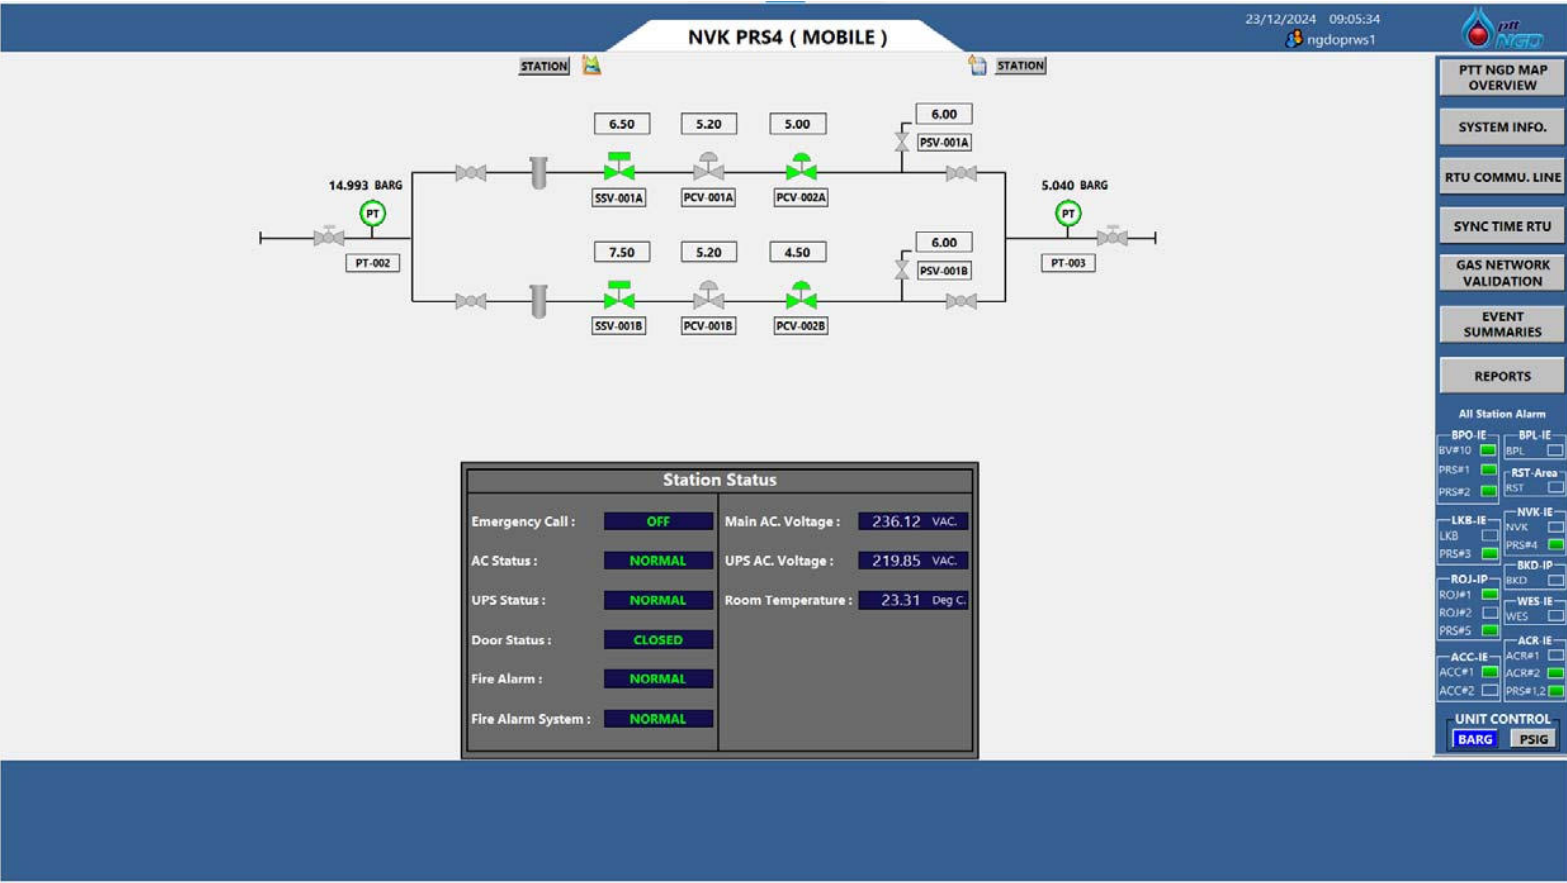 23/12/2024 09:05:34
NVK PRS4 ( MOBILE )
ngdoprws1
ptt
NGD
STATION
STATION
PTT NGD MAP
OVERVIEW
SYSTEM INFO.
RTU COMMU. LINE
SYNC TIME RTU
GAS NETWORK
VALIDATION
EVENT
SUMMARIES
REPORTS
6.50
5.20
5.00
6.00
PSV-001A
14.993 BARG
PT
PT-002
SSV-001A
PCV-001A
PCV-002A
5.040 BARG
PT
PT-003
7.50
5.20
4.50
6.00
PSV-001B
SSV-001B
PCV-001B
PCV-002B
Station Status
Emergency Call : OFF
Main AC. Voltage : 236.12 VAC.
AC Status : NORMAL
UPS AC. Voltage : 219.85 VAC.
UPS Status : NORMAL
Room Temperature : 23.31 Deg C.
Door Status : CLOSED
Fire Alarm : NORMAL
Fire Alarm System : NORMAL
All Station Alarm
BPO-IE
BV#10
PRS#1
PRS#2
BPL-IE
BPL
RST-Area
RST
LKB-IE
LKB
PRS#3
NVK-IE
NVK
PRS#4
BKD-IP
BKD
ROJ-IP
ROJ#1
ROJ#2
PRS#5
WES-IE
WES
ACR-IE
ACR#1
ACR#2
PRS#1,2
ACC-IE
ACC#1
ACC#2
UNIT CONTROL
BARG
PSIG